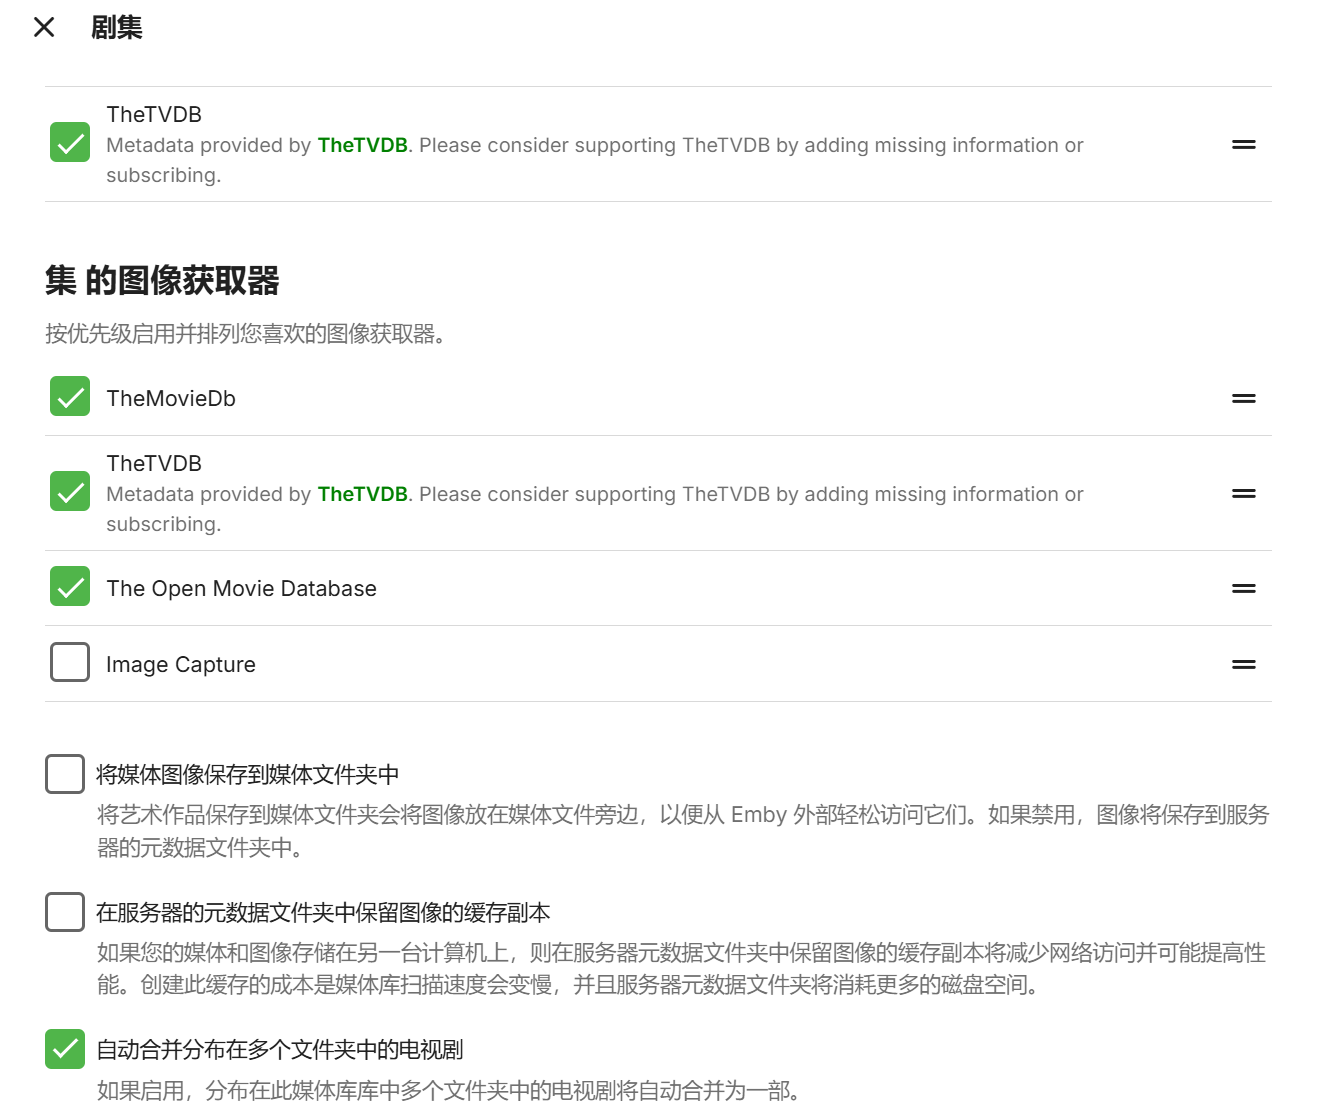 剧集
TheTVDB
Metadata provided by TheTVDB. Please consider supporting TheTVDB by adding missing information or
subscribing.
集 的图像获取器
按优先级启用并排列您喜欢的图像获取器。
TheMovieDb
TheTVDB
Metadata provided by TheTVDB. Please consider supporting TheTVDB by adding missing information or
subscribing.
The Open Movie Database
Image Capture
将媒体图像保存到媒体文件夹中
将艺术作品保存到媒体文件夹会将图像放在媒体文件旁边，以便从 Emby 外部轻松访问它们。如果禁用，图像将保存到服务
器的元数据文件夹中。
在服务器的元数据文件夹中保留图像的缓存副本
如果您的媒体和图像存储在另一台计算机上，则在服务器元数据文件夹中保留图像的缓存副本将减少网络访问并可能提高性
能。创建此缓存的成本是媒体库扫描速度会变慢，并且服务器元数据文件夹将消耗更多的磁盘空间。
自动合并分布在多个文件夹中的电视剧
如果启用，分布在此媒体库库中多个文件夹中的电视剧将自动合并为一部。